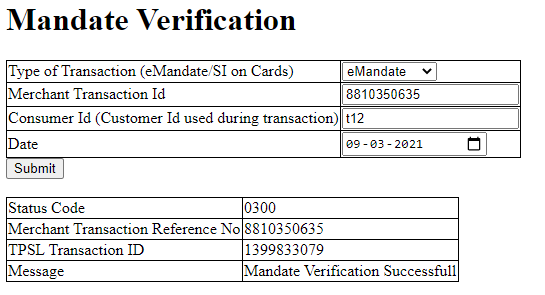 Mandate Verification
Type of Transaction (eMandate/SI on Cards) eMandate
Merchant Transaction Id 8810350635
Consumer Id (Customer Id used during transaction) t12
Date 09-03-2021
Submit
Status Code 0300
Merchant Transaction Reference No 8810350635
TPSL Transaction ID 1399833079
Message Mandate Verification Successfull